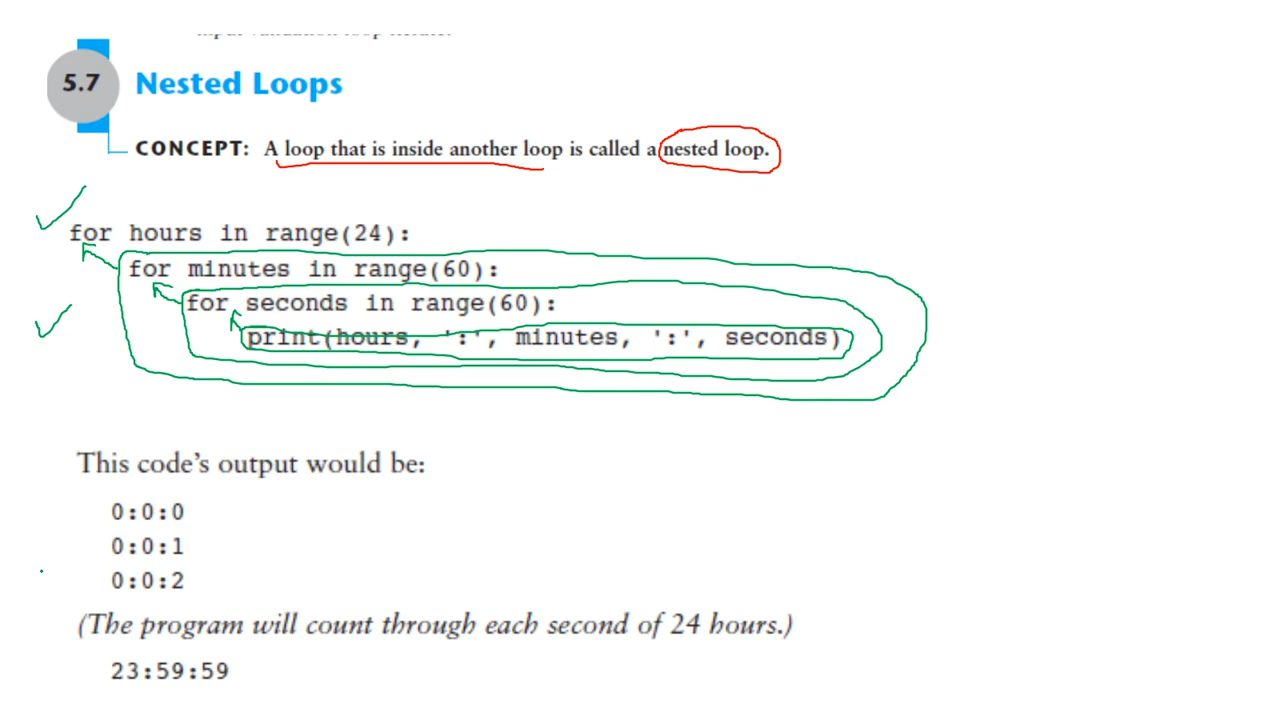 5.7 Nested Loops
CONCEPT: A loop that is inside another loop is called a nested loop.
for hours in range(24):
for minutes in range(60):
for seconds in range(60):
print(hours, ':', minutes, ':', seconds)
This code's output would be:
0:0:0
0:0:1
0:0:2
(The program will count through each second of 24 hours.)
23:59:59